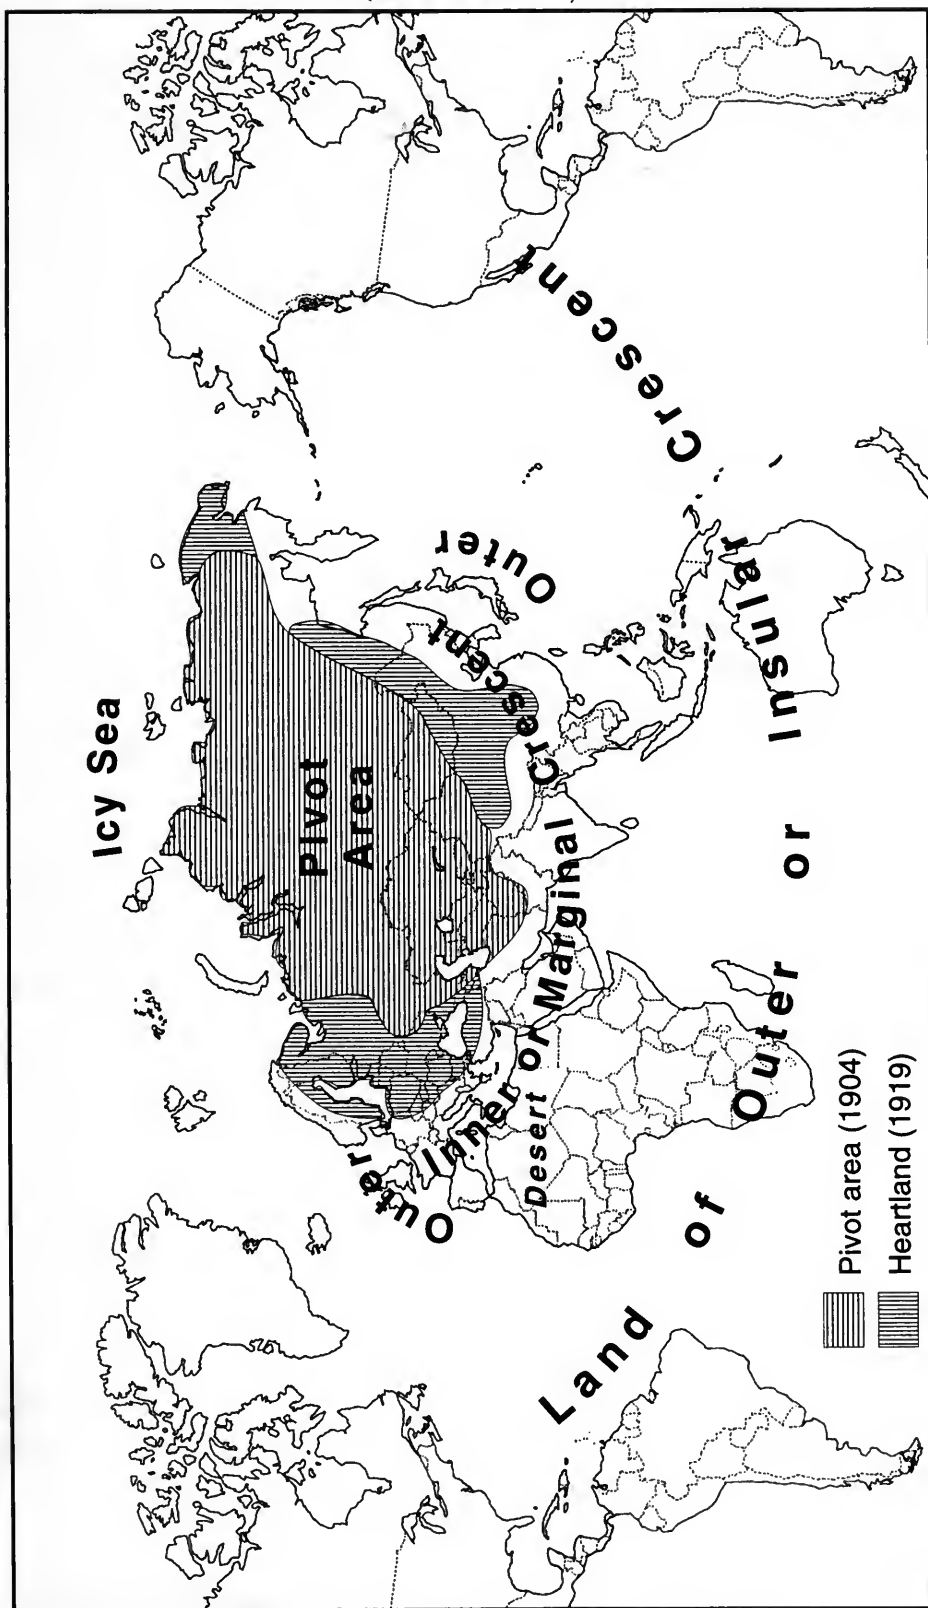 Icy Sea
Pivot
Area
Outer
Inner or Marginal Crescent
Desert
Land of Outer or Insular
Outer Crescent
Pivot area (1904)
Heartland (1919)